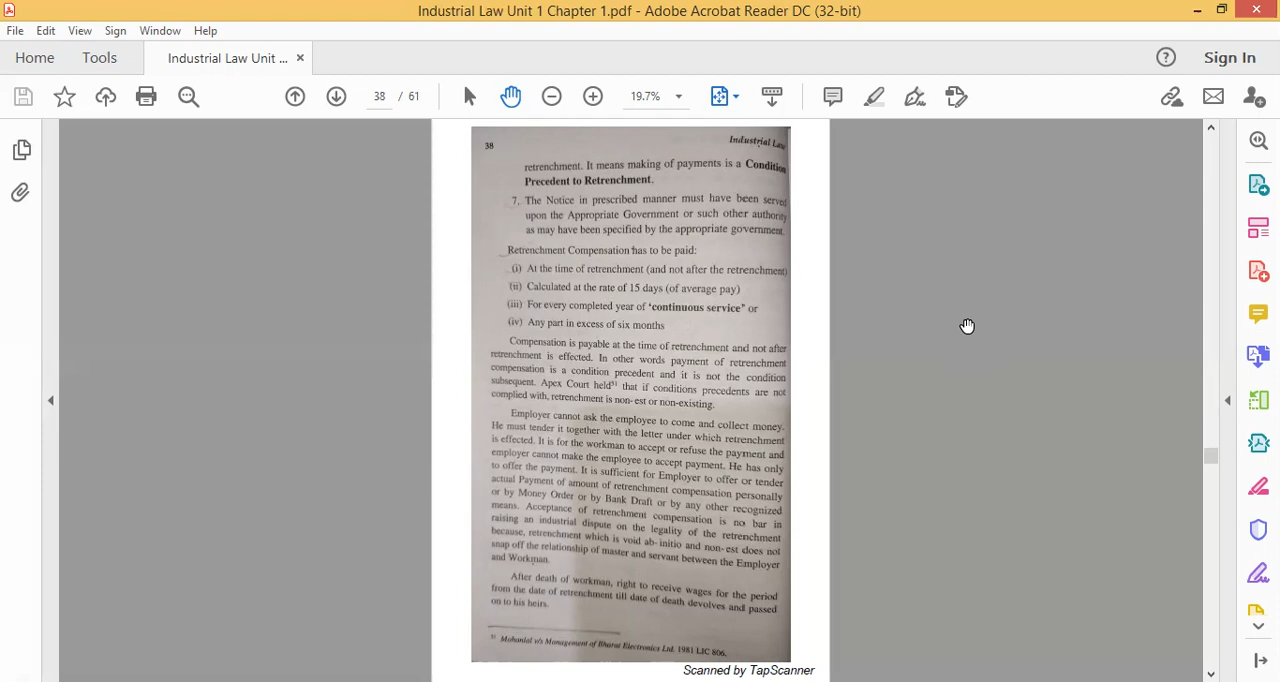 Industrial Law Unit 1 Chapter 1.pdf - Adobe Acrobat Reader DC (32-bit)
File Edit View Sign Window Help
Home Tools Industrial Law Unit ... × Sign In
38 / 61 19.7%
38 Industrial Law
retrenchment. It means making of payments is a Condition
Precedent to Retrenchment.
7. The Notice in prescribed manner must have been served
upon the Appropriate Government or such other authority
as may have been specified by the appropriate government.
Retrenchment Compensation has to be paid:
(i) At the time of retrenchment (and not after the retrenchment)
(ii) Calculated at the rate of 15 days (of average pay)
(iii) For every completed year of 'continuous service" or
(iv) Any part in excess of six months
Compensation is payable at the time of retrenchment and not after
retrenchment is effected. In other words payment of retrenchment
compensation is a condition precedent and it is not the condition
subsequent. Apex Court held51 that if conditions precedents are not
complied with, retrenchment is non-est or non-existing.
Employer cannot ask the employee to come and collect money.
He must tender it together with the letter under which retrenchment
is effected. It is for the workman to accept or refuse the payment and
employer cannot make the employee to accept payment. He has only
to offer the payment. It is sufficient for Employer to offer or tender
actual Payment of amount of retrenchment compensation personally
or by Money Order or by Bank Draft or by any other recognized
means. Acceptance of retrenchment compensation is no bar in
raising an industrial dispute on the legality of the retrenchment
because, retrenchment which is void ab-initio and non-est does not
snap off the relationship of master and servant between the Employer
and Workman.
After death of workman, right to receive wages for the period
from the date of retrenchment till date of death devolves and passed
on to his heirs.
51 Mohanlal v/s Management of Bharat Electronics Ltd. 1981 LIC 806.
Scanned by TapScanner